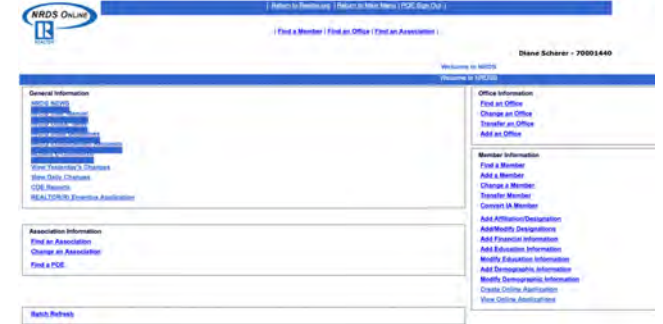 NRDS ONLINE
REALTOR
| Return to Realtor.org | Return to Main Menu | POE Sign Out |
| Find a Member | Find an Office | Find an Association |
Diane Scherer - 70001440
Welcome to NRDS
Welcome to NRDS
General Information
NRDS NEWS
View Yesterday's Changes
View Daily Changes
COE Reports
REALTOR(R) Emeritus Application
Association Information
Find an Association
Change an Association
Find a POE
Batch Refresh
Office Information
Find an Office
Change an Office
Transfer an Office
Add an Office
Member Information
Find a Member
Add a Member
Change a Member
Transfer Member
Convert IA Member
Add Affiliation/Designation
Add/Modify Designations
Add Financial Information
Add Education Information
Modify Education Information
Add Demographic Information
Modify Demographic Information
Create Online Application
View Online Applications